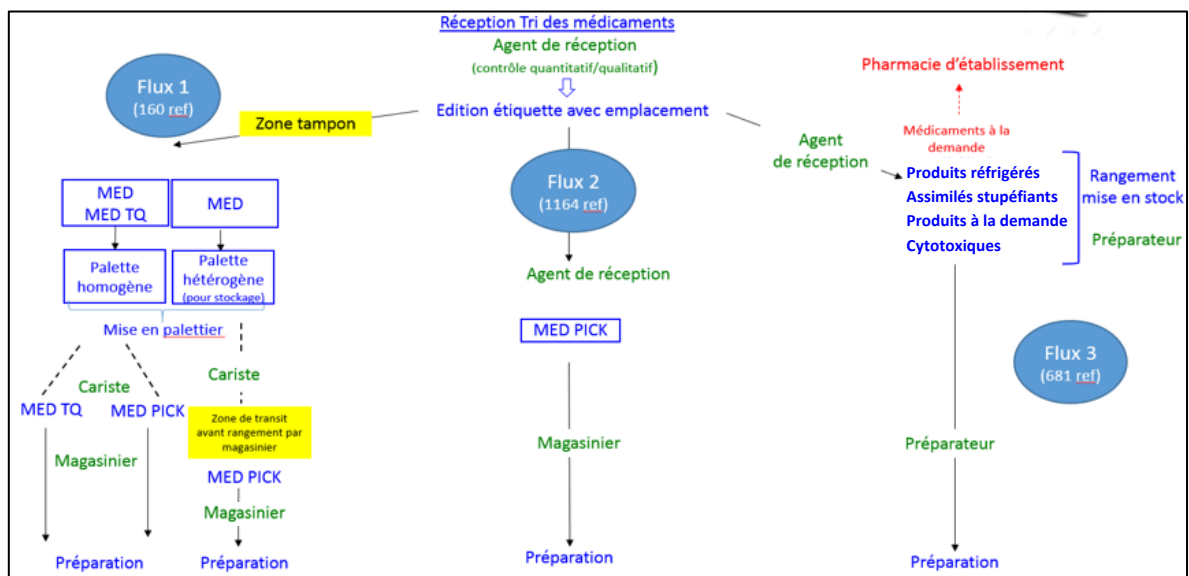 Réception Tri des médicaments
Agent de réception
(contrôle quantitatif/qualitatif)
Edition étiquette avec emplacement
Flux 1
(160 ref)
Zone tampon
MED
MED TQ
MED
Palette
homogène
Palette
hétérogène
(pour stockage)
Mise en palettier
Cariste
Cariste
MED TQ
MED PICK
Zone de transit
avant rangement par
magasinier
MED PICK
Magasinier
Magasinier
Préparation
Préparation
Flux 2
(1164 ref)
Agent de réception
MED PICK
Magasinier
Préparation
Pharmacie d'établissement
Médicaments à la
demande
Agent
de réception
Produits réfrigérés
Assimilés stupéfiants
Produits à la demande
Cytotoxiques
Rangement
mise en stock
Préparateur
Flux 3
(681 ref)
Préparateur
Préparation